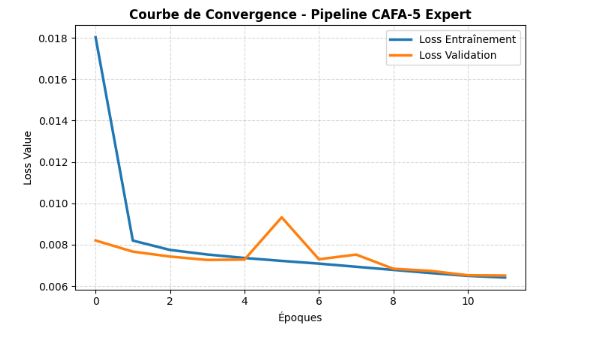 Courbe de Convergence - Pipeline CAFA-5 Expert
Loss Entraînement
Loss Validation
0.018
0.016
0.014
0.012
0.010
0.008
0.006
Loss Value
0 2 4 6 8 10
Époques